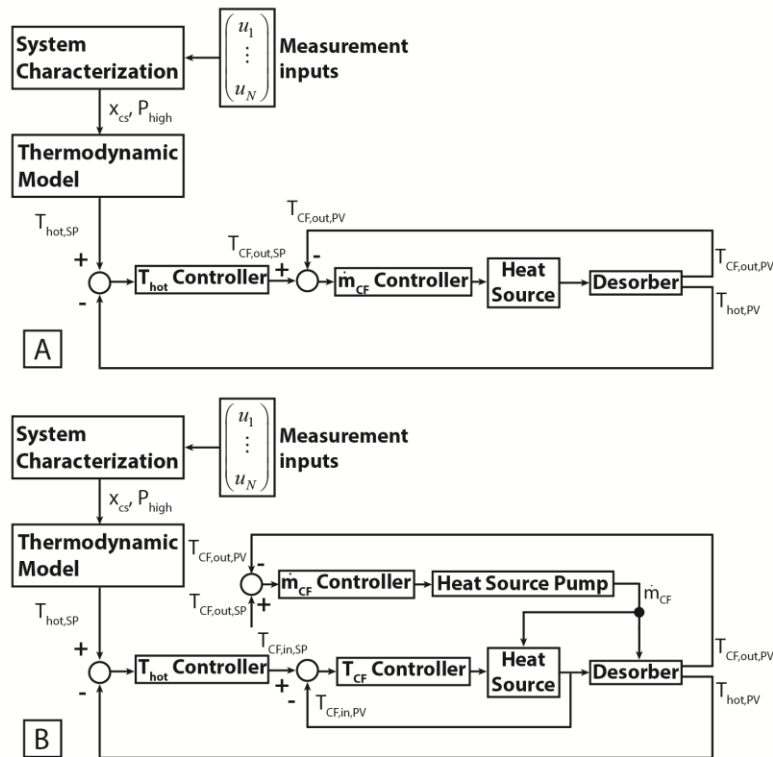 System
Characterization
u1
⋮
uN
Measurement
inputs
xcs, Phigh
Thermodynamic
Model
Thot,SP
TCF,out,PV
TCF,out,SP
+
-
+
-
Thot Controller
ṁCF Controller
Heat
Source
Desorber
TCF,out,PV
Thot,PV
A
System
Characterization
u1
⋮
uN
Measurement
inputs
xcs, Phigh
Thermodynamic
Model
TCF,out,PV
-
+
ṁCF Controller
Heat Source Pump
ṁCF
TCF,out,SP
Thot,SP
TCF,in,SP
+
-
+
-
Thot Controller
TCF Controller
Heat
Source
Desorber
TCF,out,PV
Thot,PV
TCF,in,PV
B